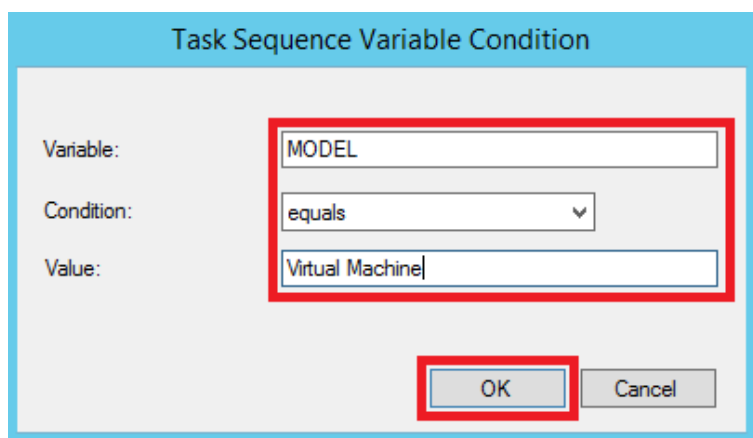 Task Sequence Variable Condition
Variable: MODEL
Condition: equals
Value: Virtual Machine
OK Cancel